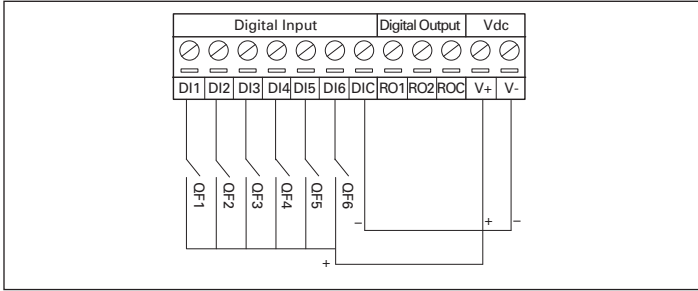 Digital Input Digital Output Vdc
DI1 DI2 DI3 DI4 DI5 DI6 DIC RO1 RO2 ROC V+ V-
QF1 QF2 QF3 QF4 QF5 QF6
– + –
+